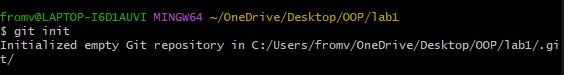 fromv@LAPTOP-I6D1AUVI MINGW64 ~/OneDrive/Desktop/OOP/lab1
$ git init
Initialized empty Git repository in C:/Users/fromv/OneDrive/Desktop/OOP/lab1/.gi
t/